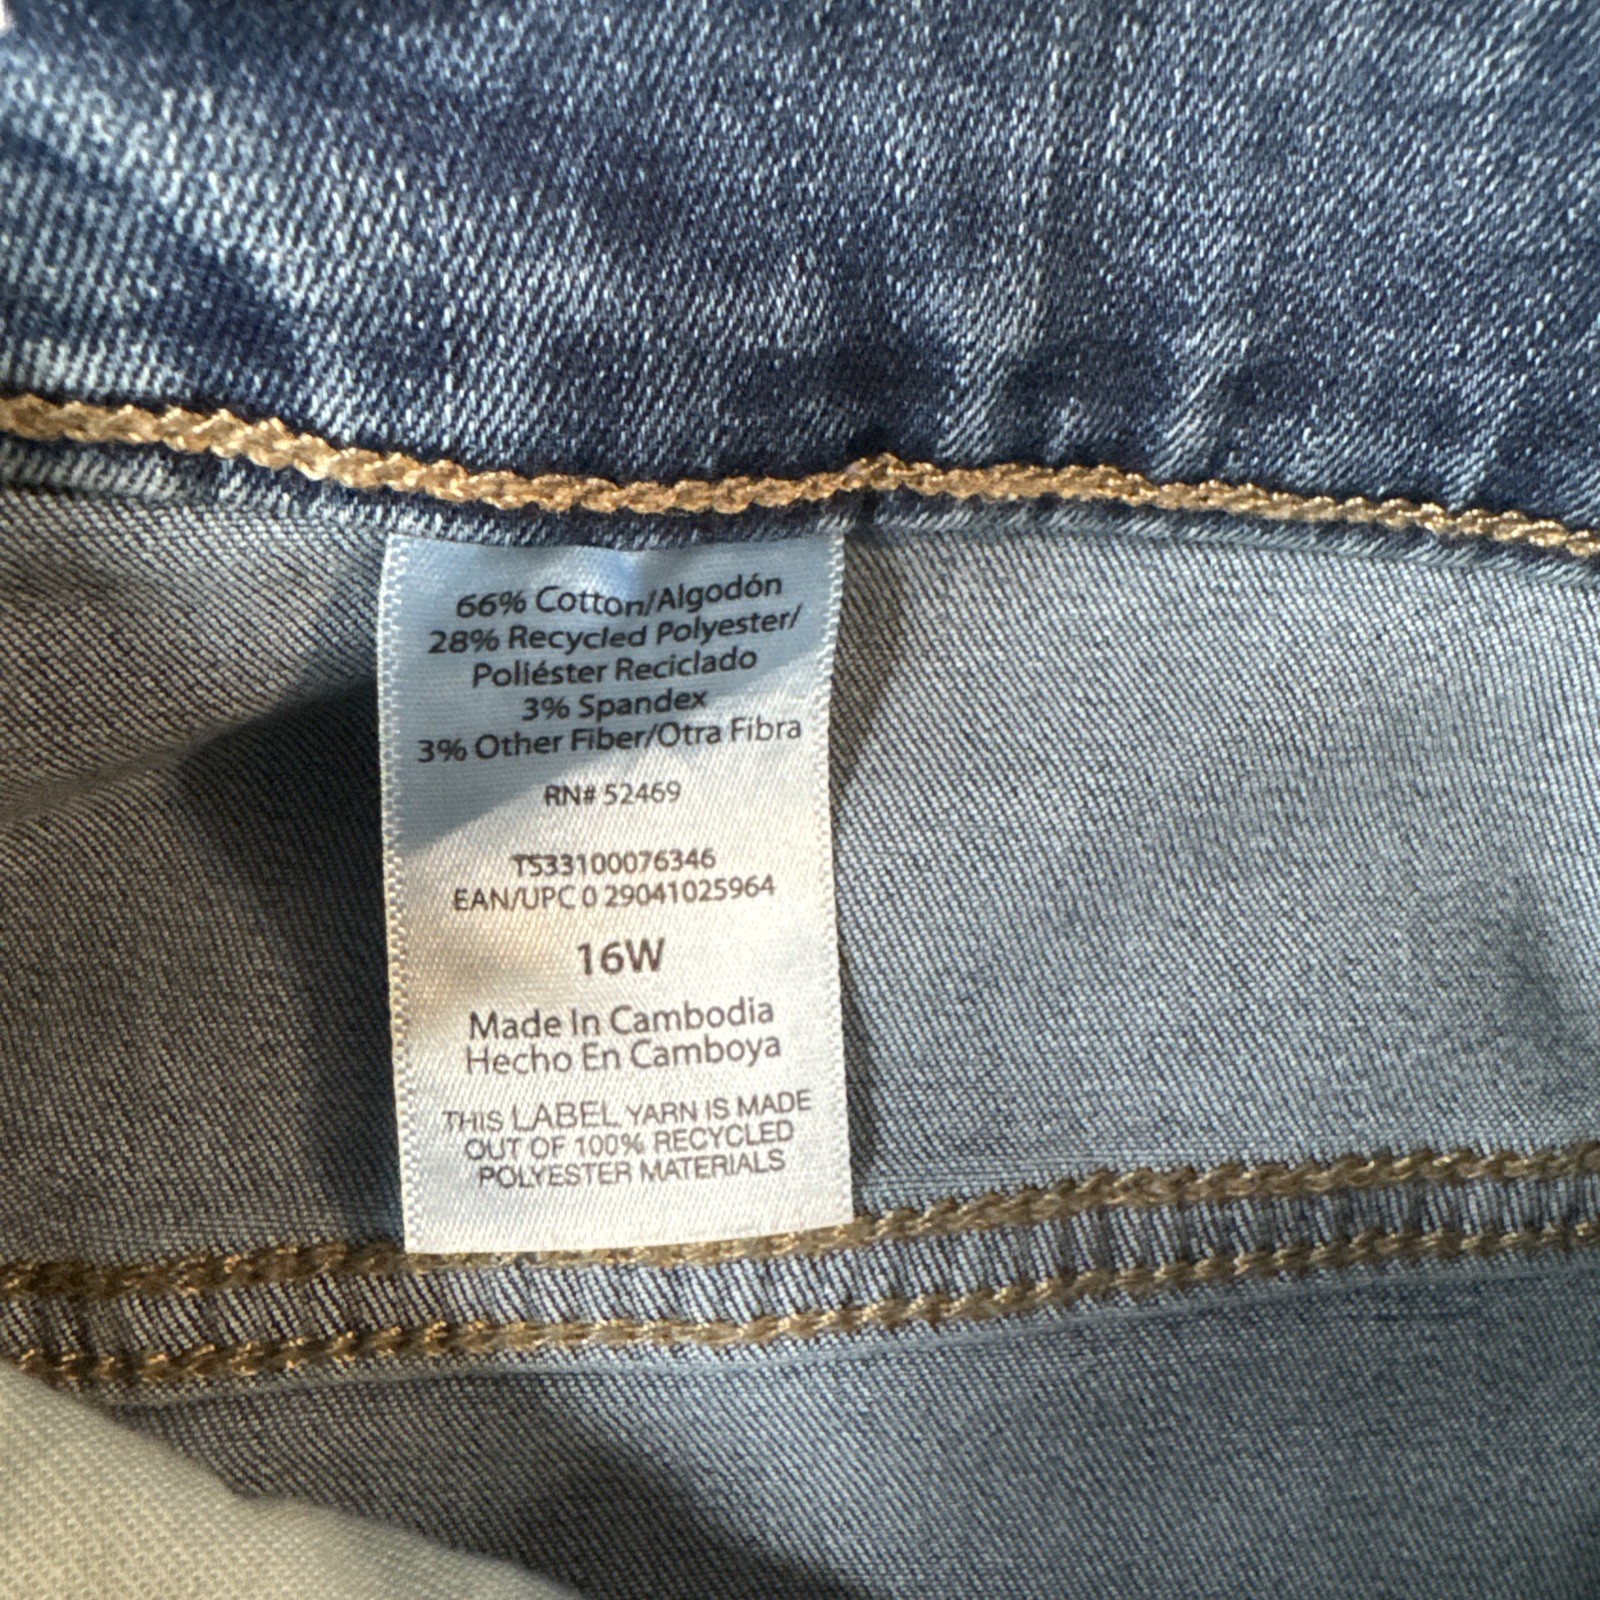 66% Cotton/Algodón
28% Recycled Polyester/
Poliéster Reciclado
3% Spandex
3% Other Fiber/Otra Fibra
RN# 52469
TS33100076346
EAN/UPC 0 29041025964
16W
Made In Cambodia
Hecho En Camboya
THIS LABEL YARN IS MADE
OUT OF 100% RECYCLED
POLYESTER MATERIALS